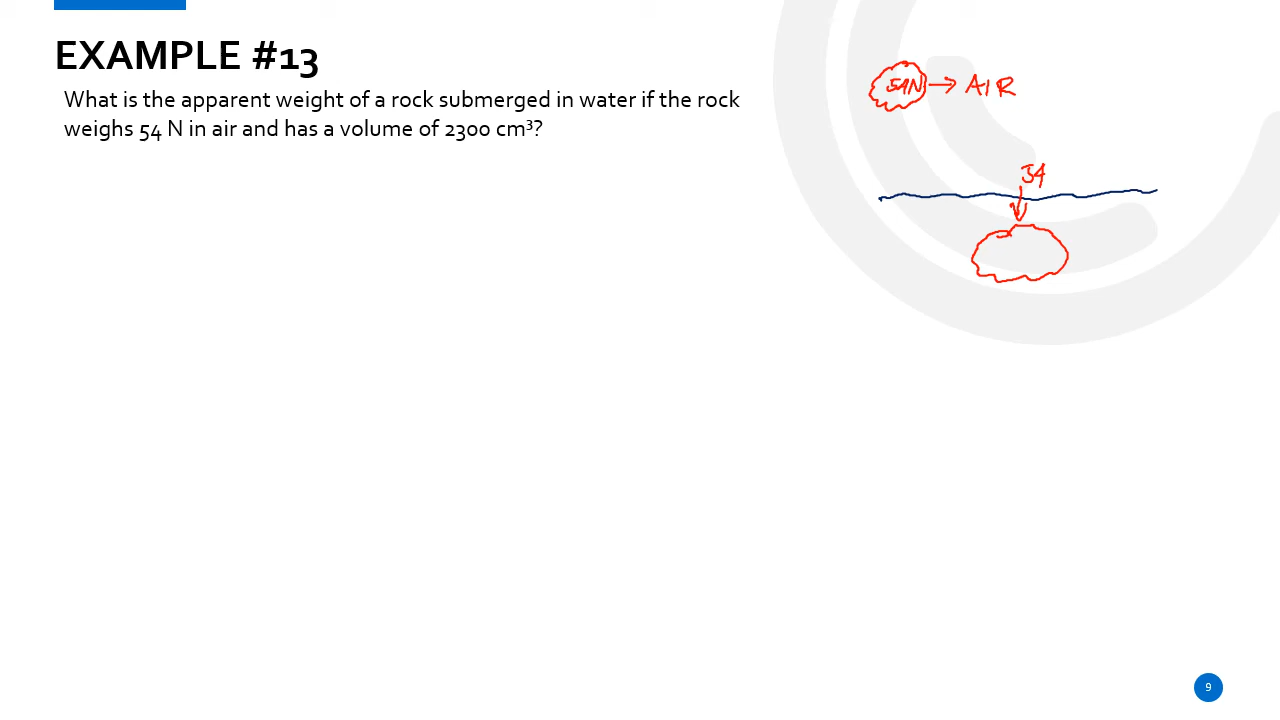 EXAMPLE #13
What is the apparent weight of a rock submerged in water if the rock
weighs 54 N in air and has a volume of 2300 cm³?
54N → AIR
54
9